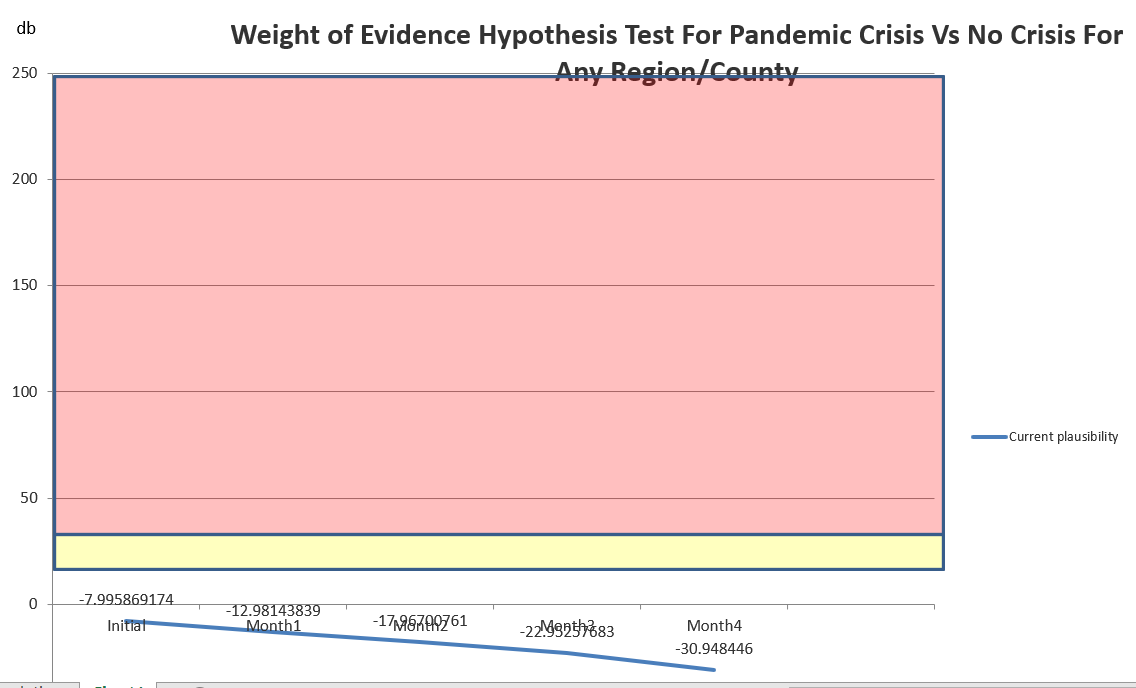 db
Weight of Evidence Hypothesis Test For Pandemic Crisis Vs No Crisis For
Any Region/County
250
200
150
100
50
0
Current plausibility
-7.995869174
-12.98143839
-17.96700761
-22.95257683
-30.948446
Initial
Month1
Month2
Month3
Month4